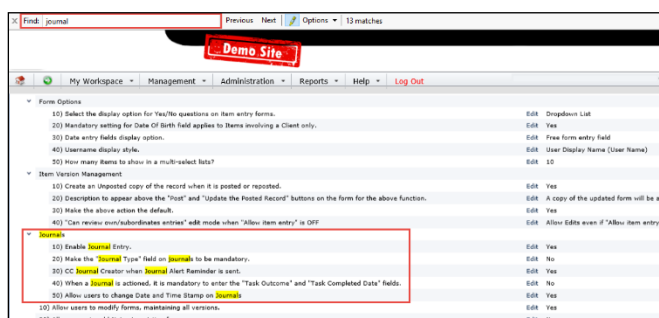 Find: journal Previous Next Options 13 matches
Demo Site
My Workspace Management Administration Reports Help Log Out
Form Options
10) Select the display option for Yes/No questions on item entry forms. Edit Dropdown List
20) Mandatory setting for Date Of Birth field applies to Items involving a Client only. Edit Yes
30) Date entry fields display option. Edit Free form entry field
40) Username display style. Edit User Display Name (User Name)
50) How many items to show in a multi-select lists? Edit 10
Item Version Management
10) Create an Unposted copy of the record when it is posted or reposted. Edit Yes
20) Description to appear above the "Post" and "Update the Posted Record" buttons on the form for the above function. Edit A copy of the updated form will be a
30) Make the above action the default. Edit Yes
40) "Can review own/subordinates entries" edit mode when "Allow item entry" is OFF Edit Allow Edits even if "Allow item entry
Journals
10) Enable Journal Entry. Edit Yes
20) Make the "Journal Type" field on journals to be mandatory. Edit No
30) CC Journal Creator when Journal Alert Reminder is sent. Edit Yes
40) When a Journal is actioned, it is mandatory to enter the "Task Outcome" and "Task Completed Date" fields. Edit No
50) Allow users to change Date and Time Stamp on Journals Edit Yes
10) Allow users to modify forms, maintaining all versions. Edit Yes